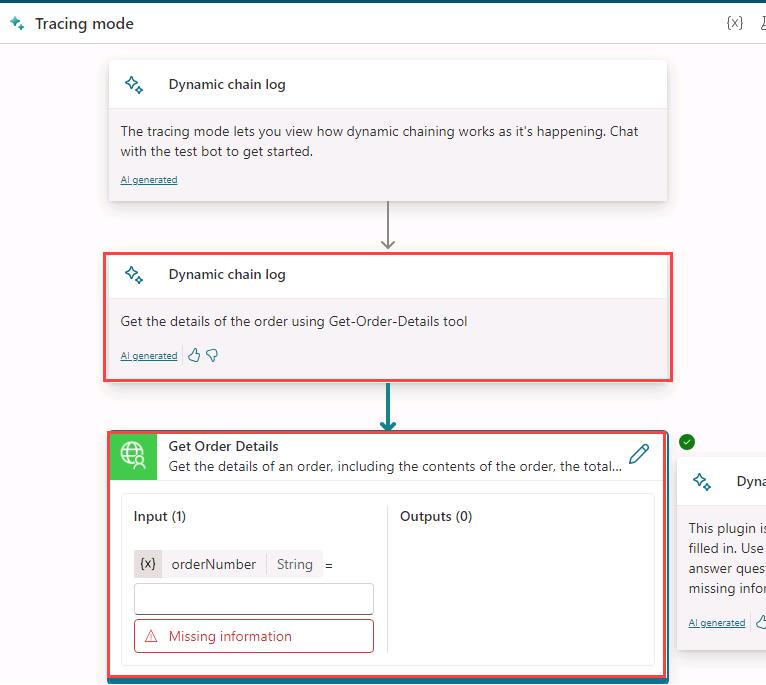 Tracing mode
{x}
Dynamic chain log
The tracing mode lets you view how dynamic chaining works as it's happening. Chat
with the test bot to get started.
AI generated
Dynamic chain log
Get the details of the order using Get-Order-Details tool
AI generated
Get Order Details
Get the details of an order, including the contents of the order, the total...
Input (1)
Outputs (0)
{x} orderNumber String =
Missing information
This plugin
filled in. Use
answer
missing
AI generated